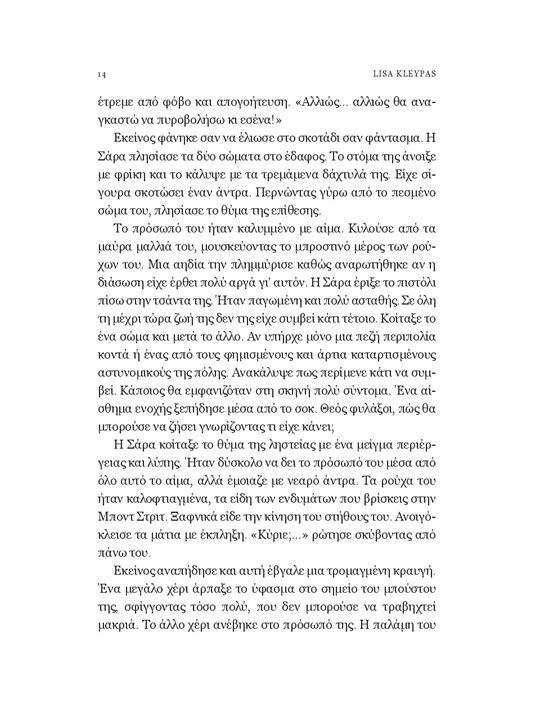 14
LISA KLEYPAS
έτρεμε από φόβο και απογοήτευση. «Αλλιώς... αλλιώς θα ανα-
γκαστώ να πυροβολήσω κι εσένα!»
Εκείνος φάνηκε σαν να έλιωσε στο σκοτάδι σαν φάντασμα. Η
Σάρα πλησίασε τα δύο σώματα στο έδαφος. Το στόμα της άνοιξε
με φρίκη και το κάλυψε με τα τρεμάμενα δάχτυλά της. Είχε σί-
γουρα σκοτώσει έναν άντρα. Περνώντας γύρω από το πεσμένο
σώμα του, πλησίασε το θύμα της επίθεσης.
Το πρόσωπό του ήταν καλυμμένο με αίμα. Κυλούσε από τα
μαύρα μαλλιά του, μουσκεύοντας το μπροστινό μέρος των ρού-
χων του. Μια αηδία την πλημμύρισε καθώς αναρωτήθηκε αν η
διάσωση είχε έρθει πολύ αργά γι' αυτόν. Η Σάρα έριξε το πιστόλι
πίσω στην τσάντα της. Ήταν παγωμένη και πολύ ασταθής. Σε όλη
τη μέχρι τώρα ζωή της δεν της είχε συμβεί κάτι τέτοιο. Κοίταξε το
ένα σώμα και μετά το άλλο. Αν υπήρχε μόνο μια πεζή περιπολία
κοντά ή ένας από τους φημισμένους και άρτια καταρτισμένους
αστυνομικούς της πόλης. Ανακάλυψε πως περίμενε κάτι να συμ-
βεί. Κάποιος θα εμφανιζόταν στη σκηνή πολύ σύντομα. Ένα αί-
σθημα ενοχής ξεπήδησε μέσα από το σοκ. Θεός φυλάξοι, πώς θα
μπορούσε να ζήσει γνωρίζοντας τι είχε κάνει;
Η Σάρα κοίταξε το θύμα της ληστείας με ένα μείγμα περιέρ-
γειας και λύπης. Ήταν δύσκολο να δει το πρόσωπό του μέσα από
όλο αυτό το αίμα, αλλά έμοιαζε με νεαρό άντρα. Τα ρούχα του
ήταν καλοφτιαγμένα, τα είδη των ενδυμάτων που βρίσκεις στην
Μποντ Στριτ. Ξαφνικά είδε την κίνηση του στήθους του. Ανοιγό-
κλεισε τα μάτια με έκπληξη. «Κύριε;...» ρώτησε σκύβοντας από
πάνω του.
Εκείνος αναπήδησε και αυτή έβγαλε μια τρομαγμένη κραυγή.
Ένα μεγάλο χέρι άρπαξε το ύφασμα στο σημείο του μπούστου
της, σφίγγοντας τόσο πολύ, που δεν μπορούσε να τραβηχτεί
μακριά. Το άλλο χέρι ανέβηκε στο πρόσωπό της. Η παλάμη του